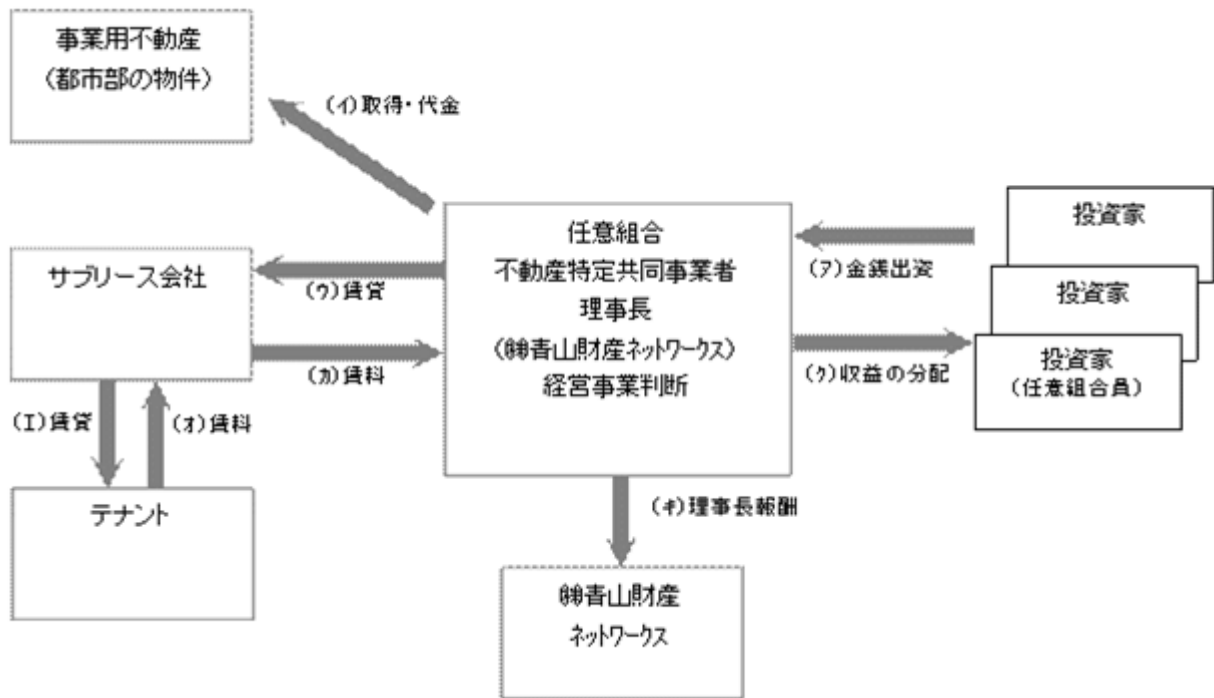 事業用不動産
(都市部の物件)
(イ)取得・代金
サブリース会社
(ウ)賃貸
(カ)賃料
(エ)賃貸
(オ)賃料
テナント
任意組合
不動産特定共同事業者
理事長
(㈱青山財産ネットワークス)
経営事業判断
(ア)金銭出資
(ク)収益の分配
投資家
投資家
投資家
(任意組合員)
(キ)理事長報酬
㈱青山財産
ネットワークス